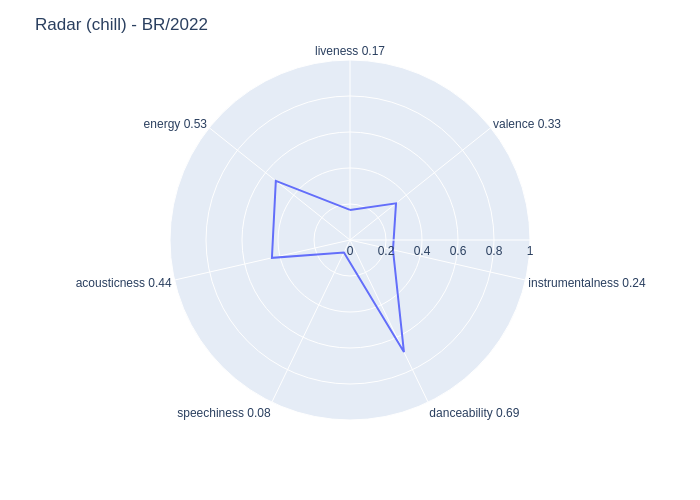 Radar (chill) - BR/2022
liveness 0.17
energy 0.53
valence 0.33
0 0.2 0.4 0.6 0.8 1
acousticness 0.44
instrumentalness 0.24
speechiness 0.08
danceability 0.69